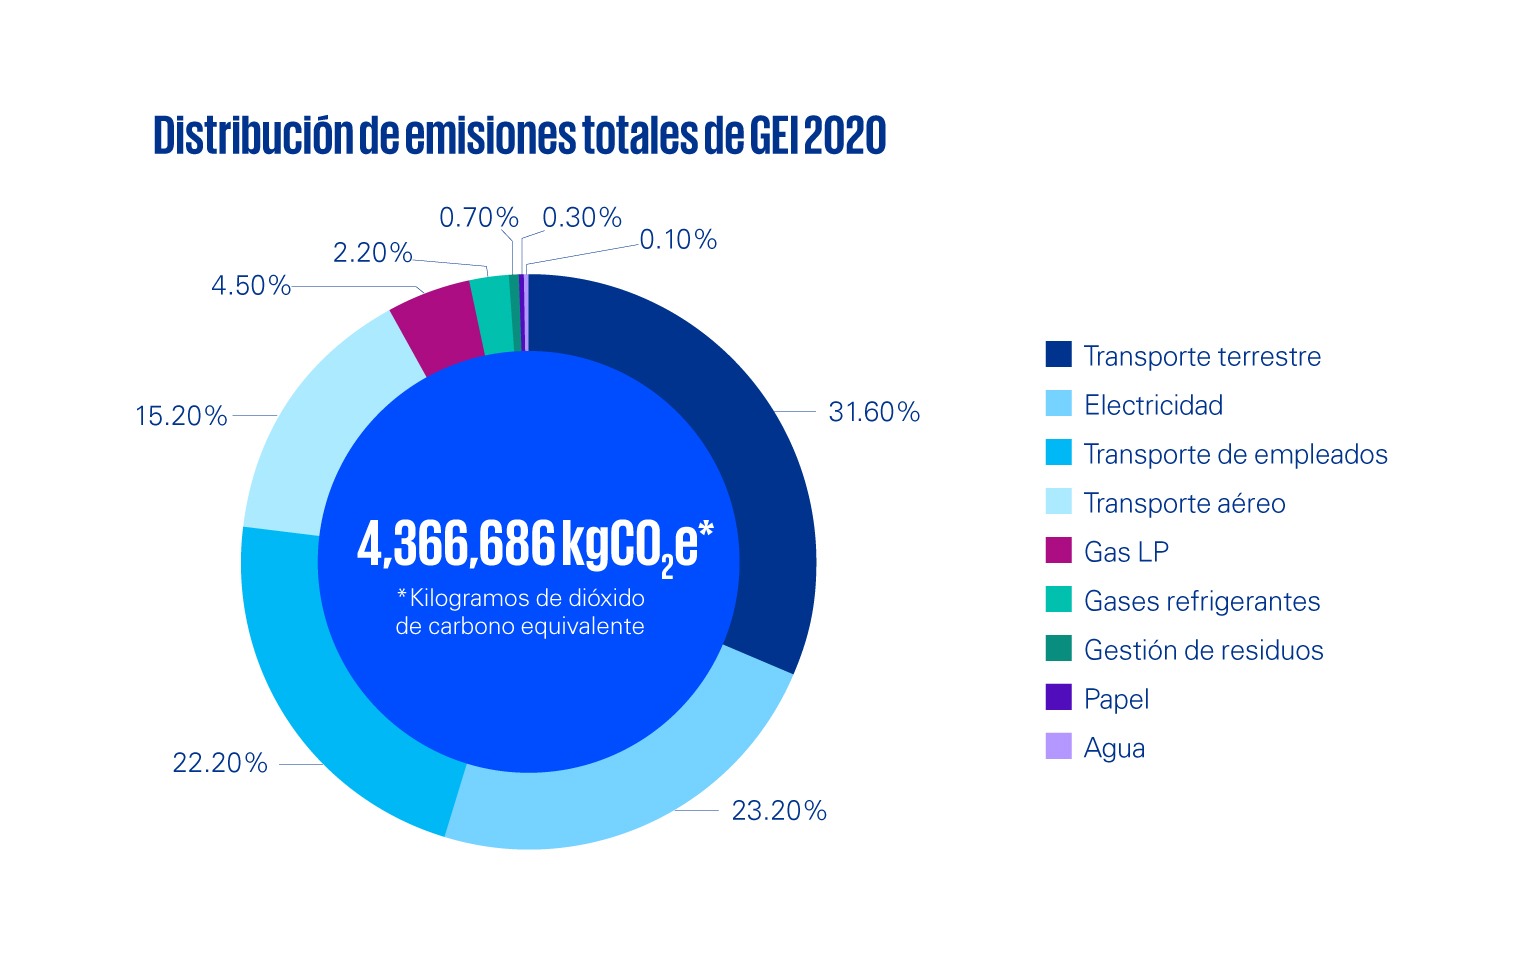 Distribución de emisiones totales de GEI 2020
0.70%
0.30%
0.10%
2.20%
4.50%
15.20%
31.60%
22.20%
23.20%
4,366,686 kgCO₂e*
*Kilogramos de dióxido
de carbono equivalente
Transporte terrestre
Electricidad
Transporte de empleados
Transporte aéreo
Gas LP
Gases refrigerantes
Gestión de residuos
Papel
Agua